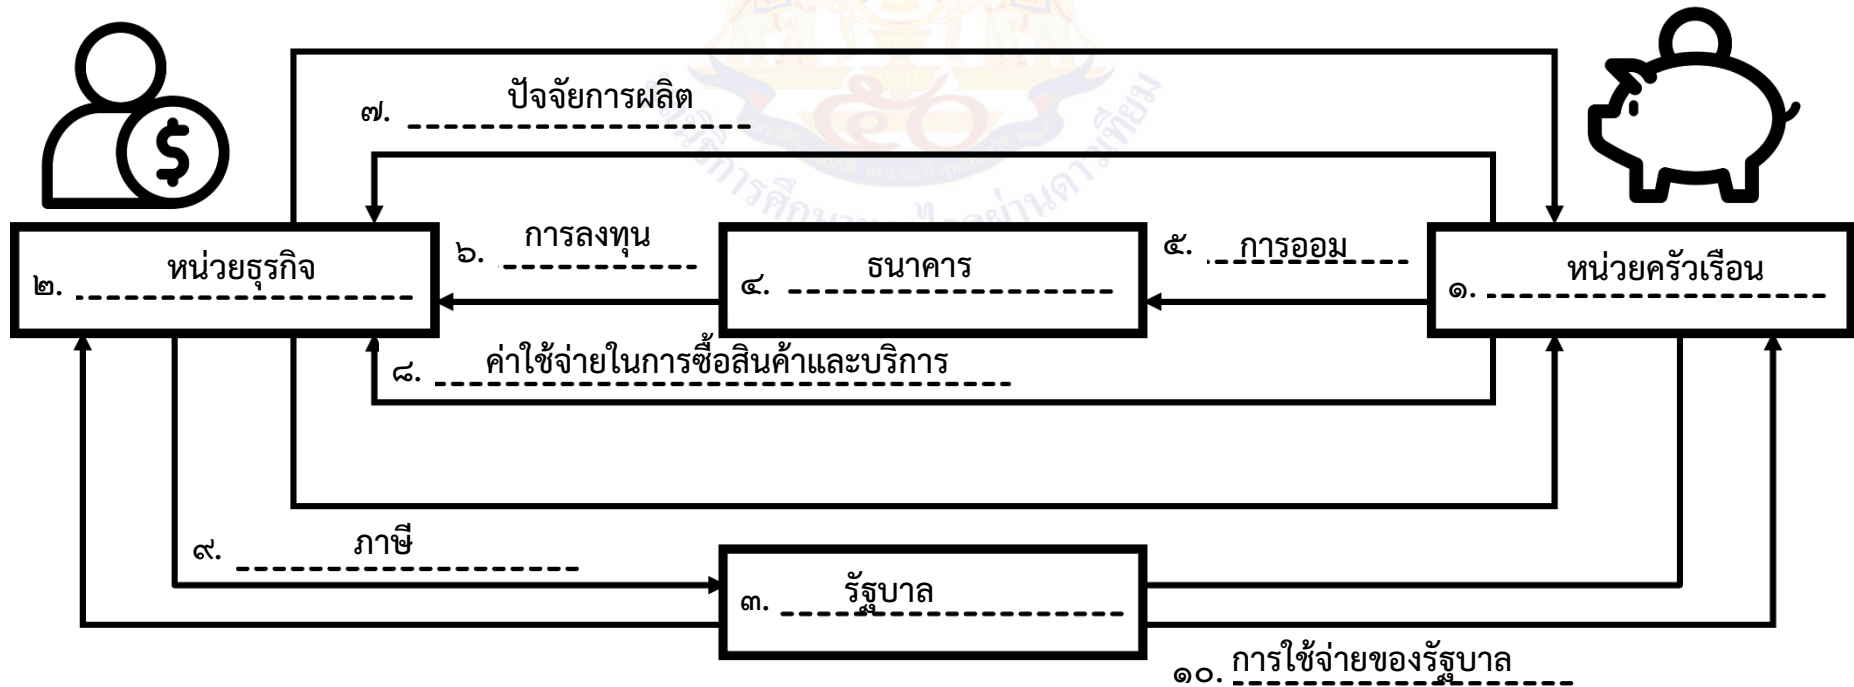 ๗. ปัจจัยการผลิต
๒. หน่วยธุรกิจ
๖. การลงทุน
๔. ธนาคาร
๕. การออม
๑. หน่วยครัวเรือน
๘. ค่าใช้จ่ายในการซื้อสินค้าและบริการ
๙. ภาษี
๓. รัฐบาล
๑๐. การใช้จ่ายของรัฐบาล